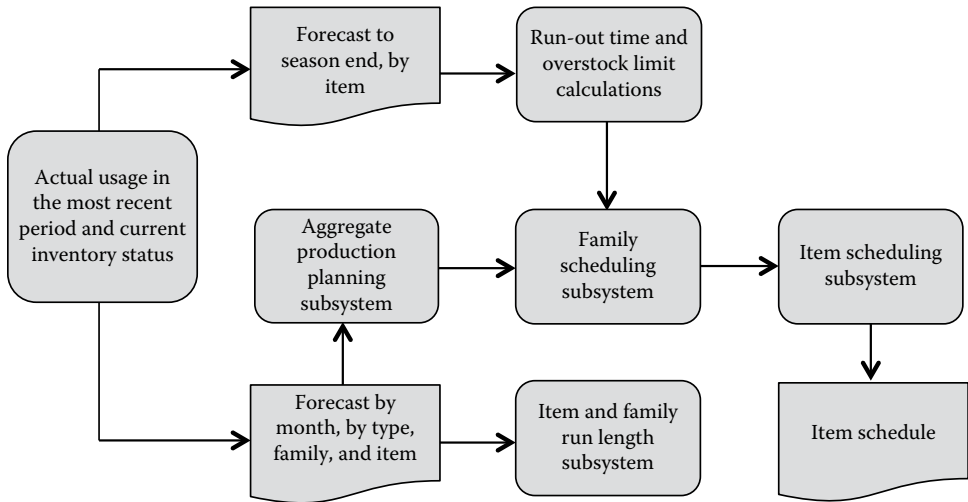 Forecast to
season end, by
item
Run-out time and
overstock limit
calculations
Actual usage in
the most recent
period and current
inventory status
Aggregate
production
planning
subsystem
Family
scheduling
subsystem
Item scheduling
subsystem
Forecast by
month, by type,
family, and item
Item and family
run length
subsystem
Item schedule